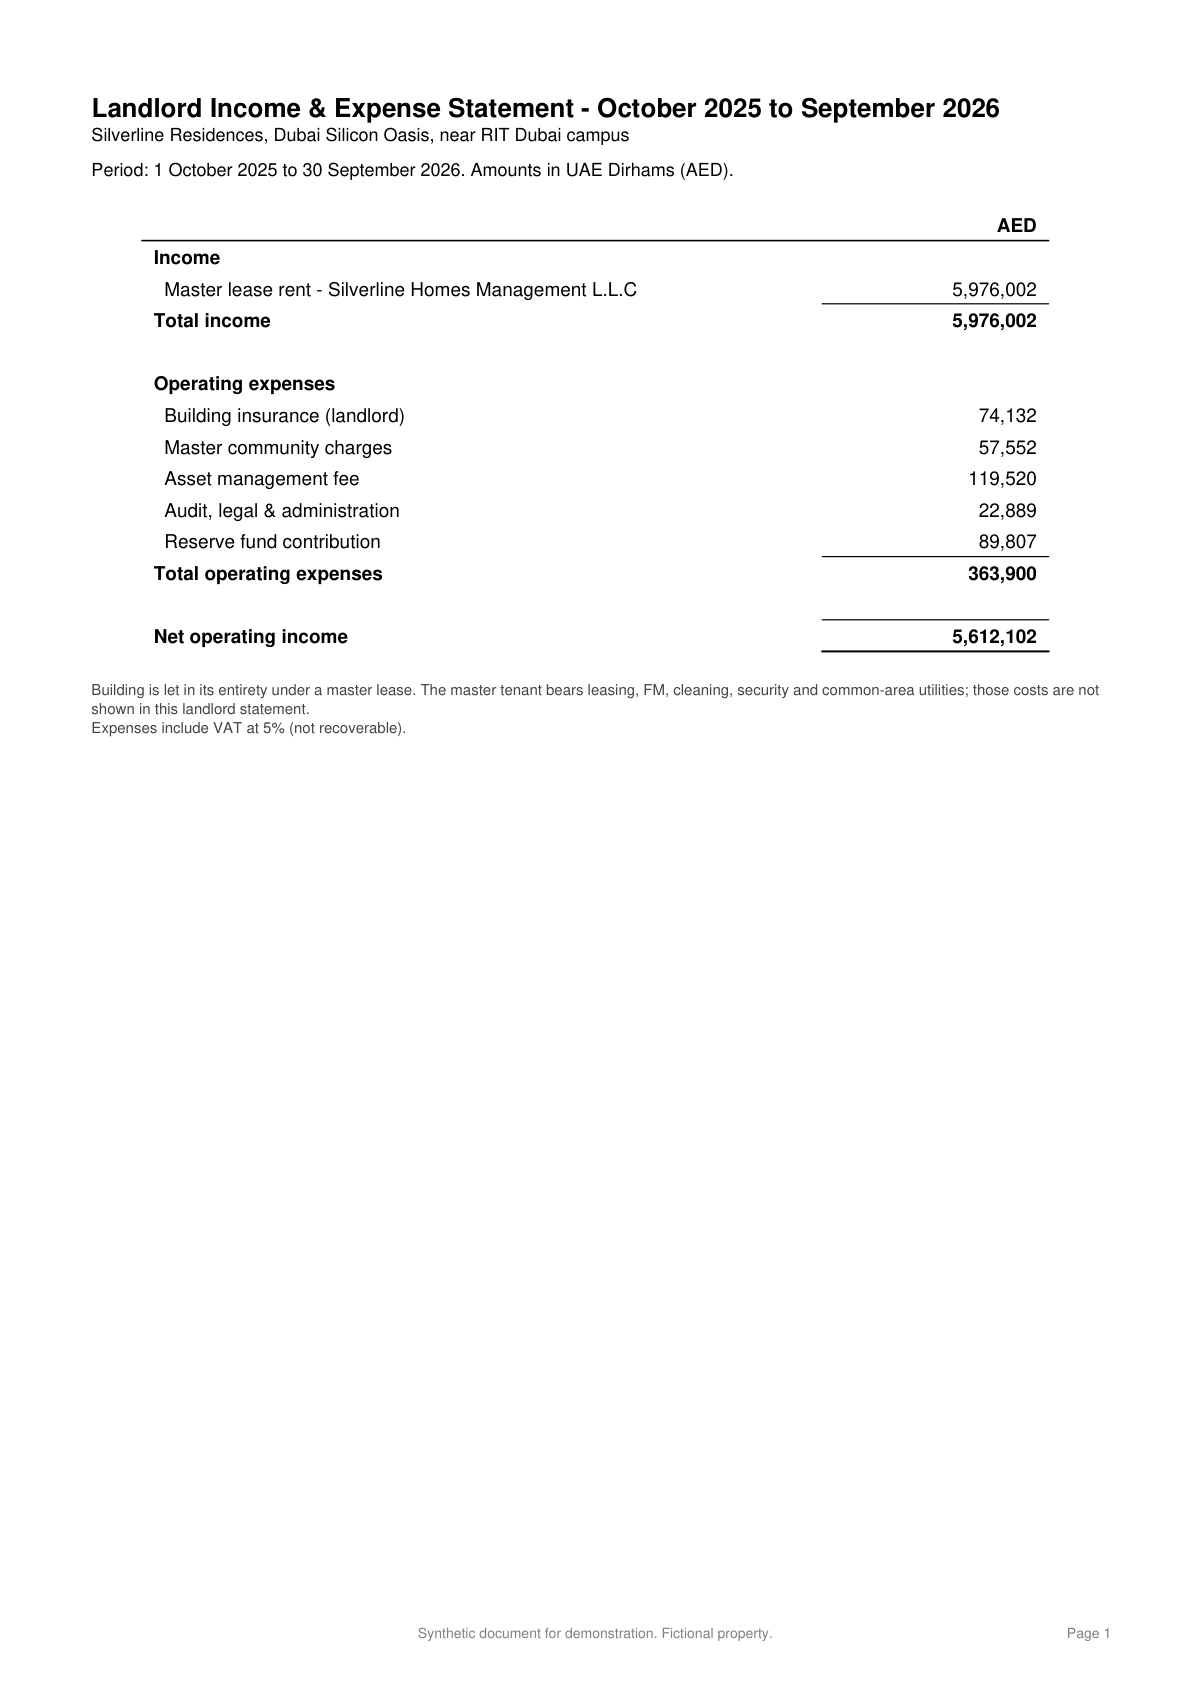 Landlord Income & Expense Statement - October 2025 to September 2026
Silverline Residences, Dubai Silicon Oasis, near RIT Dubai campus
Period: 1 October 2025 to 30 September 2026. Amounts in UAE Dirhams (AED).
AED
Income
Master lease rent - Silverline Homes Management L.L.C 5,976,002
Total income 5,976,002
Operating expenses
Building insurance (landlord) 74,132
Master community charges 57,552
Asset management fee 119,520
Audit, legal & administration 22,889
Reserve fund contribution 89,807
Total operating expenses 363,900
Net operating income 5,612,102
Building is let in its entirety under a master lease. The master tenant bears leasing, FM, cleaning, security and common-area utilities; those costs are not
shown in this landlord statement.
Expenses include VAT at 5% (not recoverable).
Synthetic document for demonstration. Fictional property. Page 1